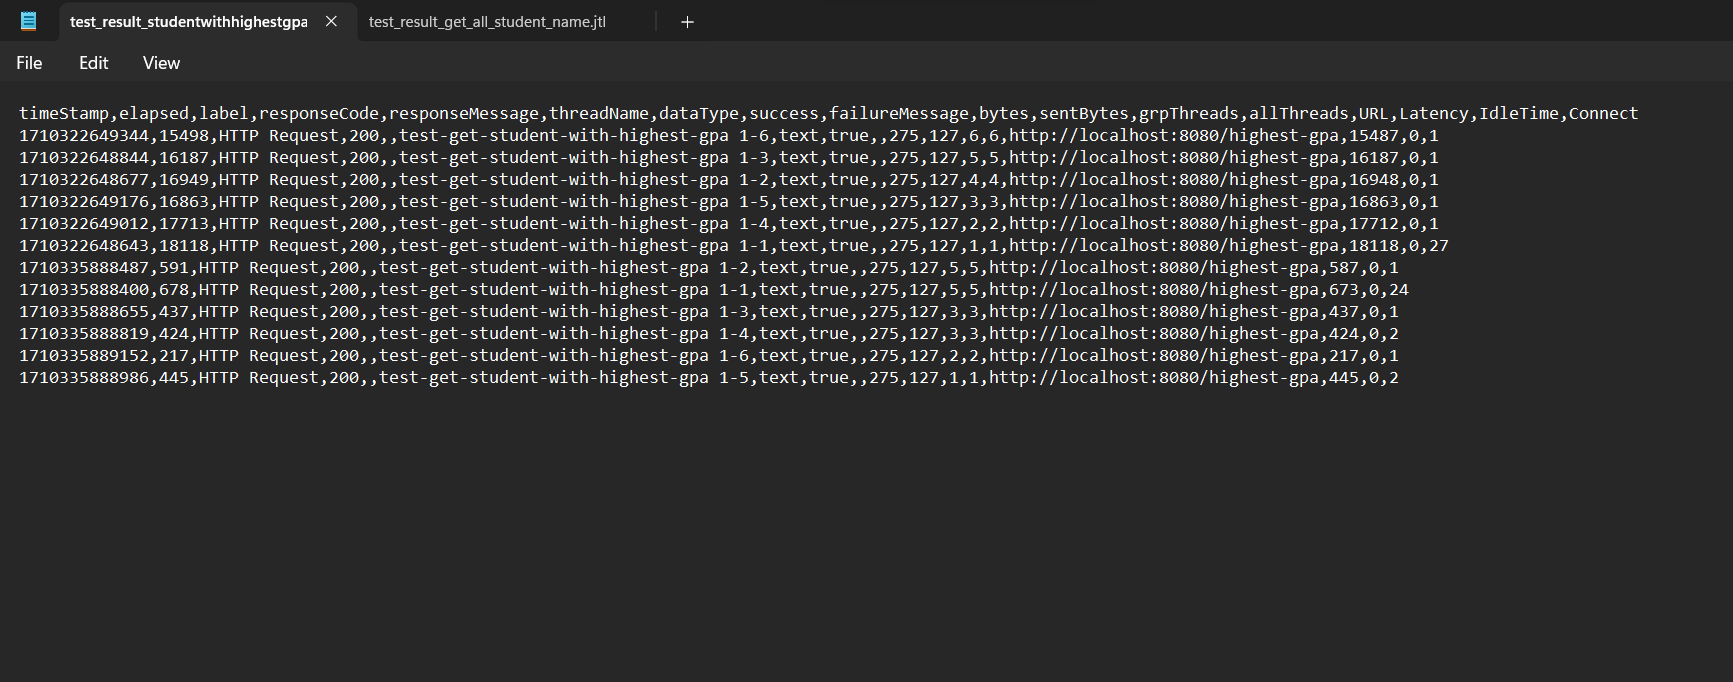 test_result_studentwithhighestgpa
test_result_get_all_student_name.jtl
File Edit View
timeStamp,elapsed,label,responseCode,responseMessage,threadName,dataType,success,failureMessage,bytes,sentBytes,grpThreads,allThreads,URL,Latency,IdleTime,Connect
1710322649344,15498,HTTP Request,200,,test-get-student-with-highest-gpa 1-6,text,true,,275,127,6,6,http://localhost:8080/highest-gpa,15487,0,1
1710322648844,16187,HTTP Request,200,,test-get-student-with-highest-gpa 1-3,text,true,,275,127,5,5,http://localhost:8080/highest-gpa,16187,0,1
1710322648677,16949,HTTP Request,200,,test-get-student-with-highest-gpa 1-2,text,true,,275,127,4,4,http://localhost:8080/highest-gpa,16948,0,1
1710322649176,16863,HTTP Request,200,,test-get-student-with-highest-gpa 1-5,text,true,,275,127,3,3,http://localhost:8080/highest-gpa,16863,0,1
1710322649012,17713,HTTP Request,200,,test-get-student-with-highest-gpa 1-4,text,true,,275,127,2,2,http://localhost:8080/highest-gpa,17712,0,1
1710322648643,18118,HTTP Request,200,,test-get-student-with-highest-gpa 1-1,text,true,,275,127,1,1,http://localhost:8080/highest-gpa,18118,0,27
1710335888487,591,HTTP Request,200,,test-get-student-with-highest-gpa 1-2,text,true,,275,127,5,5,http://localhost:8080/highest-gpa,587,0,1
1710335888400,678,HTTP Request,200,,test-get-student-with-highest-gpa 1-1,text,true,,275,127,5,5,http://localhost:8080/highest-gpa,673,0,24
1710335888655,437,HTTP Request,200,,test-get-student-with-highest-gpa 1-3,text,true,,275,127,3,3,http://localhost:8080/highest-gpa,437,0,1
1710335888819,424,HTTP Request,200,,test-get-student-with-highest-gpa 1-4,text,true,,275,127,3,3,http://localhost:8080/highest-gpa,424,0,2
1710335889152,217,HTTP Request,200,,test-get-student-with-highest-gpa 1-6,text,true,,275,127,2,2,http://localhost:8080/highest-gpa,217,0,1
1710335888986,445,HTTP Request,200,,test-get-student-with-highest-gpa 1-5,text,true,,275,127,1,1,http://localhost:8080/highest-gpa,445,0,2